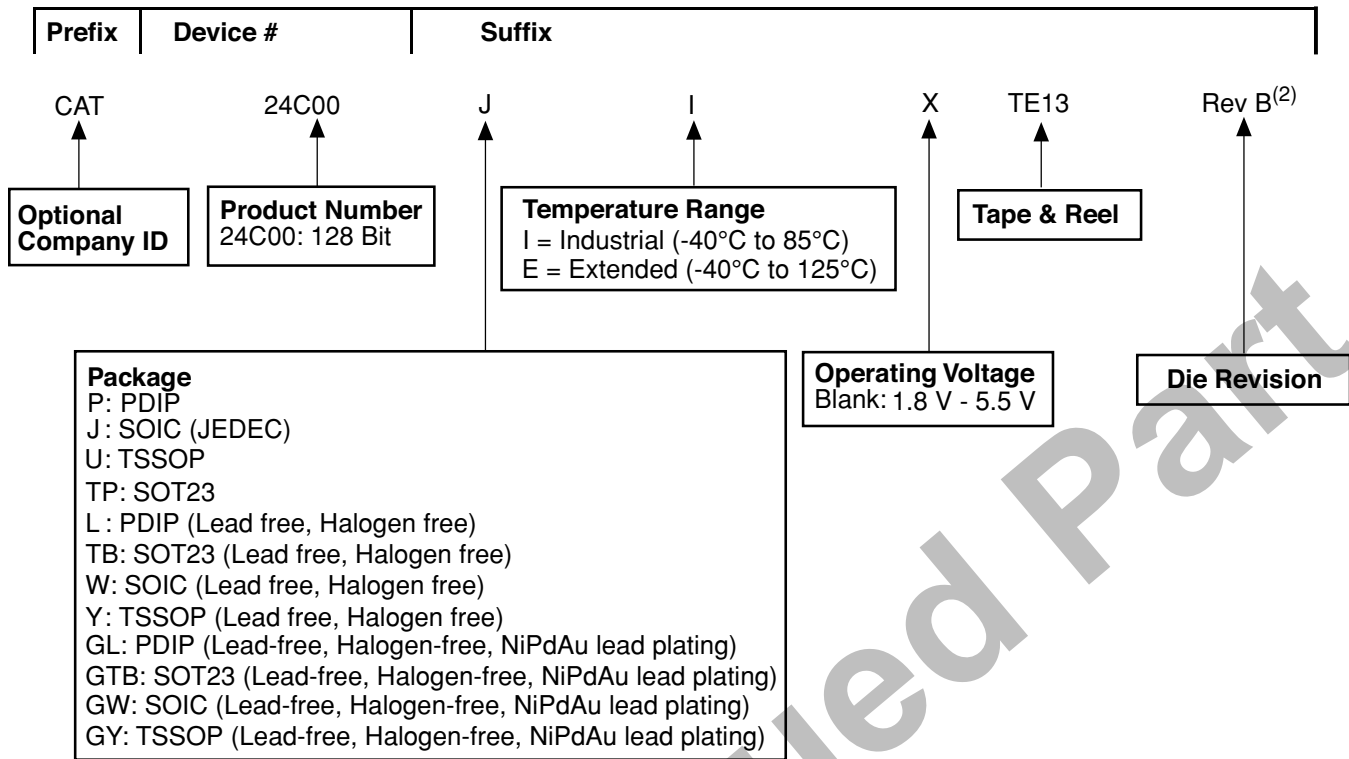 Prefix Device # Suffix
CAT 24C00 J I X TE13 Rev B(2)
Optional
Company ID
Product Number
24C00: 128 Bit
Temperature Range
I = Industrial (-40°C to 85°C)
E = Extended (-40°C to 125°C)
Tape & Reel
Package
P: PDIP
J : SOIC (JEDEC)
U: TSSOP
TP: SOT23
L : PDIP (Lead free, Halogen free)
TB: SOT23 (Lead free, Halogen free)
W: SOIC (Lead free, Halogen free)
Y: TSSOP (Lead free, Halogen free)
GL: PDIP (Lead-free, Halogen-free, NiPdAu lead plating)
GTB: SOT23 (Lead-free, Halogen-free, NiPdAu lead plating)
GW: SOIC (Lead-free, Halogen-free, NiPdAu lead plating)
GY: TSSOP (Lead-free, Halogen-free, NiPdAu lead plating)
Operating Voltage
Blank: 1.8 V - 5.5 V
Die Revision
Part